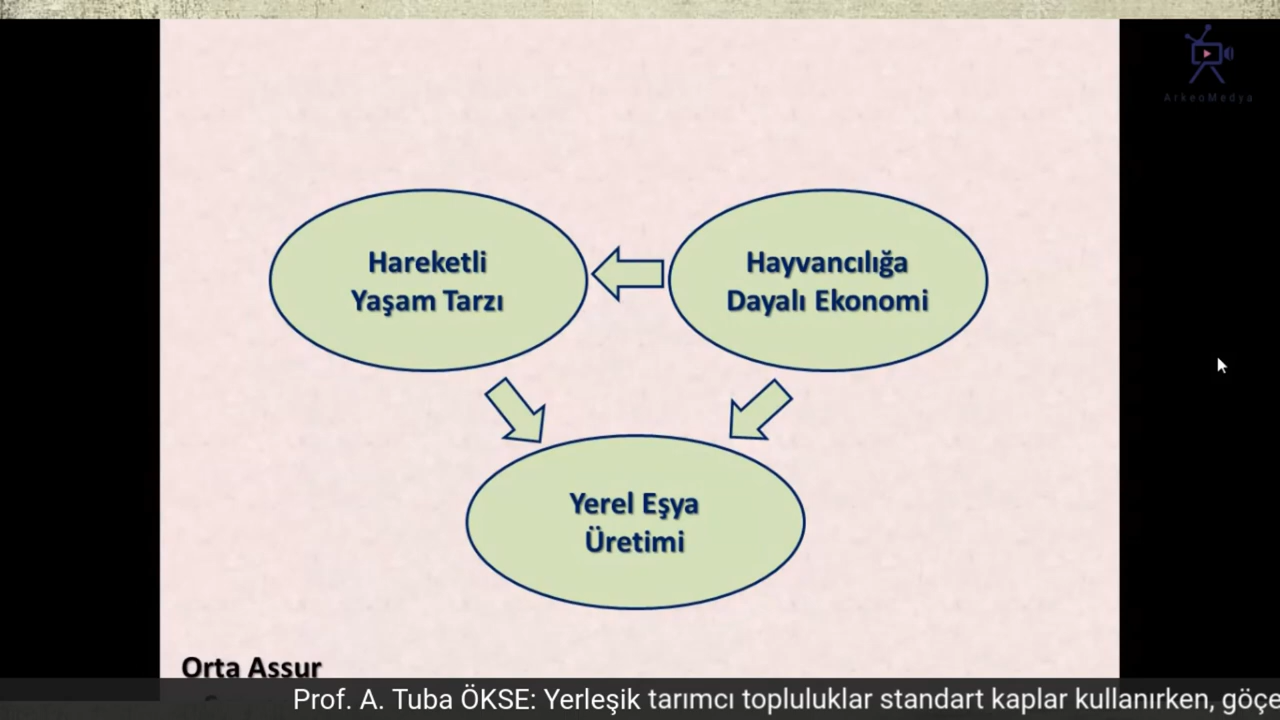 ArkeoMedya
Hareketli
Yaşam Tarzı
Hayvancılığa
Dayalı Ekonomi
Yerel Eşya
Üretimi
Orta Assur
Prof. A. Tuba ÖKSE: Yerleşik tarımcı topluluklar standart kaplar kullanırken, göçe